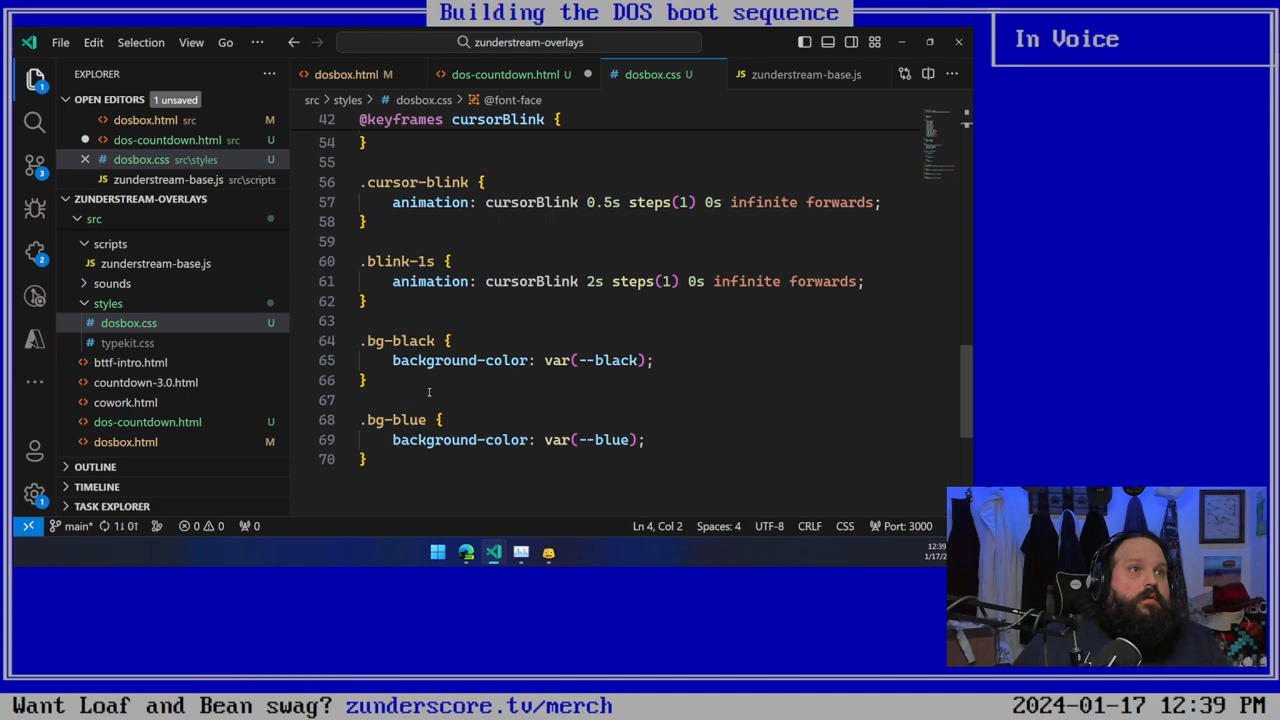 Building the DOS boot sequence
In Voice
File Edit Selection View Go ···
zunderstream-overlays
EXPLORER
dosbox.html M
dos-countdown.html U
dosbox.css U
zunderstream-base.js
OPEN EDITORS 1 unsaved
dosbox.html src M
dos-countdown.html src U
dosbox.css src\styles U
zunderstream-base.js src\scripts
ZUNDERSTREAM-OVERLAYS
src
scripts
zunderstream-base.js
sounds
styles
dosbox.css U
typekit.css
bttf-intro.html
countdown-3.0.html
cowork.html
dos-countdown.html U
dosbox.html M
OUTLINE
TIMELINE
TASK EXPLORER
src > styles > # dosbox.css > @font-face
42 @keyframes cursorBlink {
54 }
55
56 .cursor-blink {
57 animation: cursorBlink 0.5s steps(1) 0s infinite forwards;
58 }
59
60 .blink-1s {
61 animation: cursorBlink 2s steps(1) 0s infinite forwards;
62 }
63
64 .bg-black {
65 background-color: var(--black);
66 }
67
68 .bg-blue {
69 background-color: var(--blue);
70 }
main* 1↓ 0↑ 0 0 0 Ln 4, Col 2 Spaces: 4 UTF-8 CRLF CSS Port: 3000
12:39
1/17/2
Want Loaf and Bean swag? zunderscore.tv/merch
2024-01-17 12:39 PM